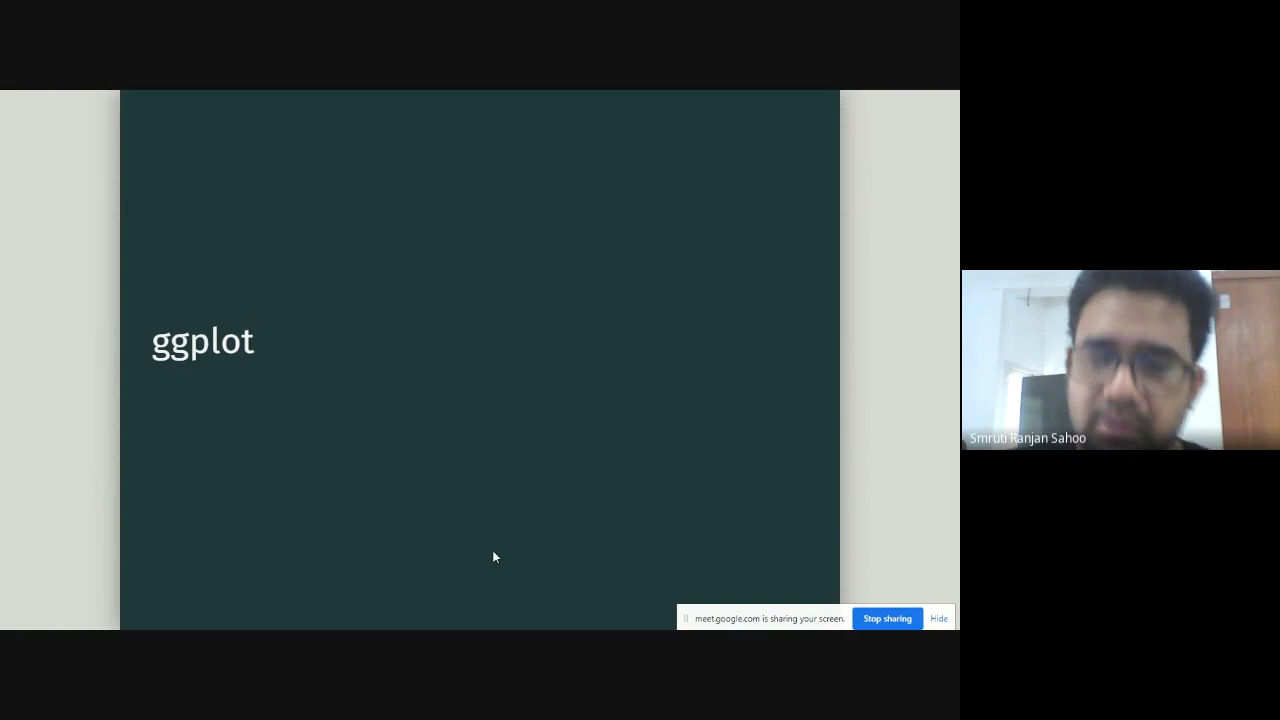 ggplot
Smruti Ranjan Sahoo
meet.google.com is sharing your screen.
Stop sharing
Hide